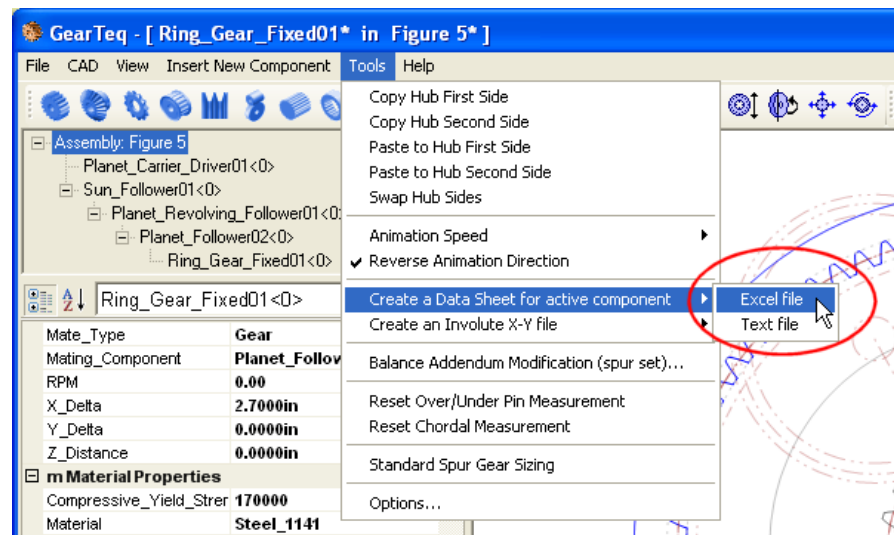 GearTeq - [ Ring_Gear_Fixed01* in Figure 5* ]
File CAD View Insert New Component Tools Help
Assembly: Figure 5
Planet_Carrier_Driver01<0>
Sun_Follower01<0>
Planet_Revolving_Follower01<0>
Planet_Follower02<0>
Ring_Gear_Fixed01<0>
Ring_Gear_Fixed01<0>
Mate_Type Gear
Mating_Component Planet_Follow
RPM 0.00
X_Delta 2.7000in
Y_Delta 0.0000in
Z_Distance 0.0000in
m Material Properties
Compressive_Yield_Strer 170000
Material Steel_1141
Copy Hub First Side
Copy Hub Second Side
Paste to Hub First Side
Paste to Hub Second Side
Swap Hub Sides
Animation Speed
Reverse Animation Direction
Create a Data Sheet for active component
Create an Involute X-Y file
Balance Addendum Modification (spur set)...
Reset Over/Under Pin Measurement
Reset Chordal Measurement
Standard Spur Gear Sizing
Options...
Excel file
Text file